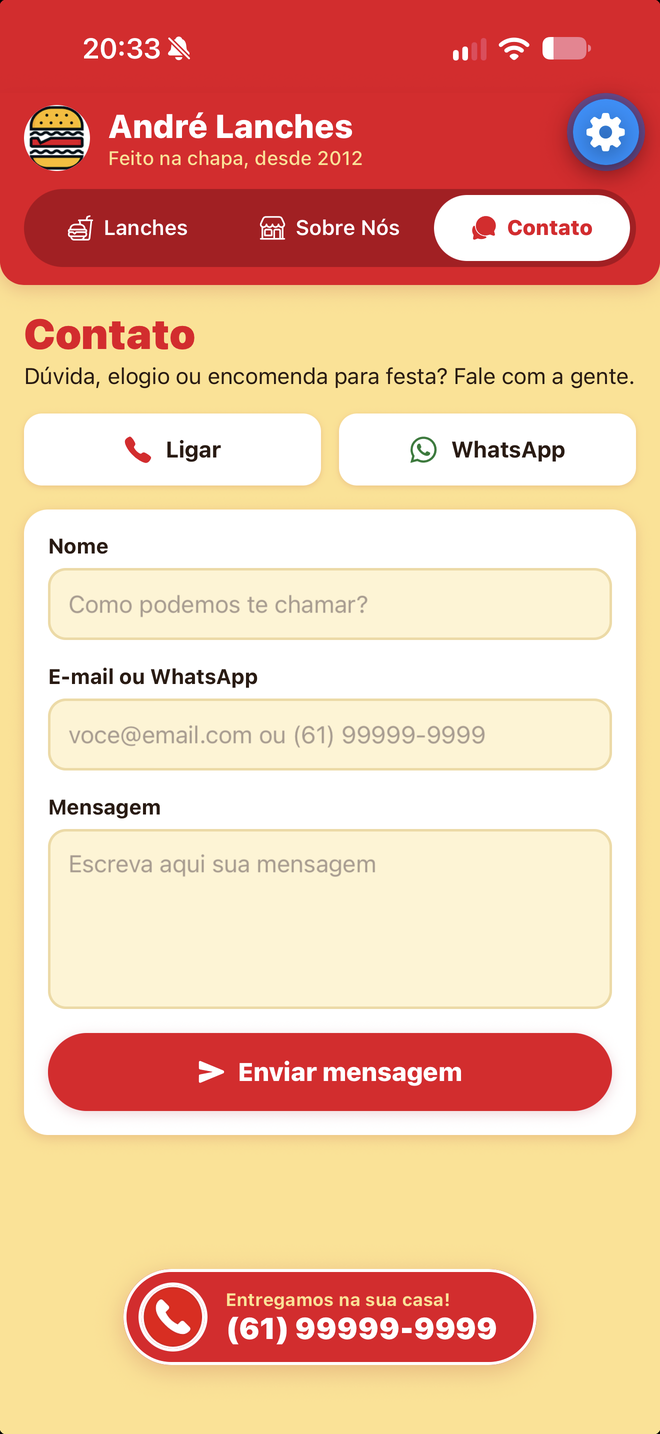 20:33
André Lanches
Feito na chapa, desde 2012
Lanches
Sobre Nós
Contato
Contato
Dúvida, elogio ou encomenda para festa? Fale com a gente.
Ligar
WhatsApp
Nome
Como podemos te chamar?
E-mail ou WhatsApp
voce@email.com ou (61) 99999-9999
Mensagem
Escreva aqui sua mensagem
Enviar mensagem
Entregamos na sua casa!
(61) 99999-9999